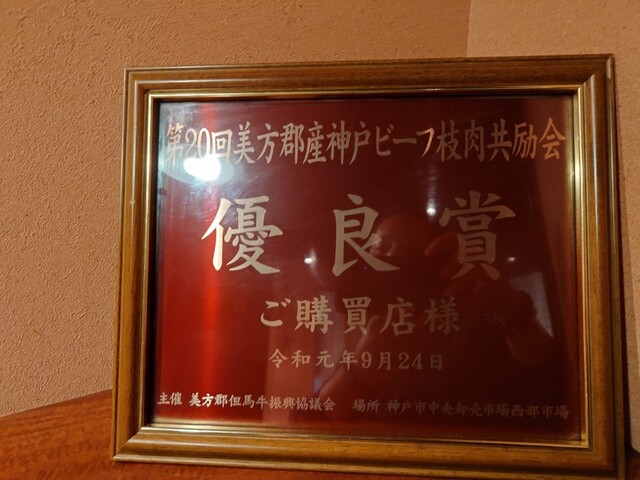 第20回美方郡産神戸ビーフ枝肉共励会
優良賞
ご購買店様
令和元年9月24日
主催 美方郡但馬牛振興協議会 場所 神戸市中央卸売市場西部市場